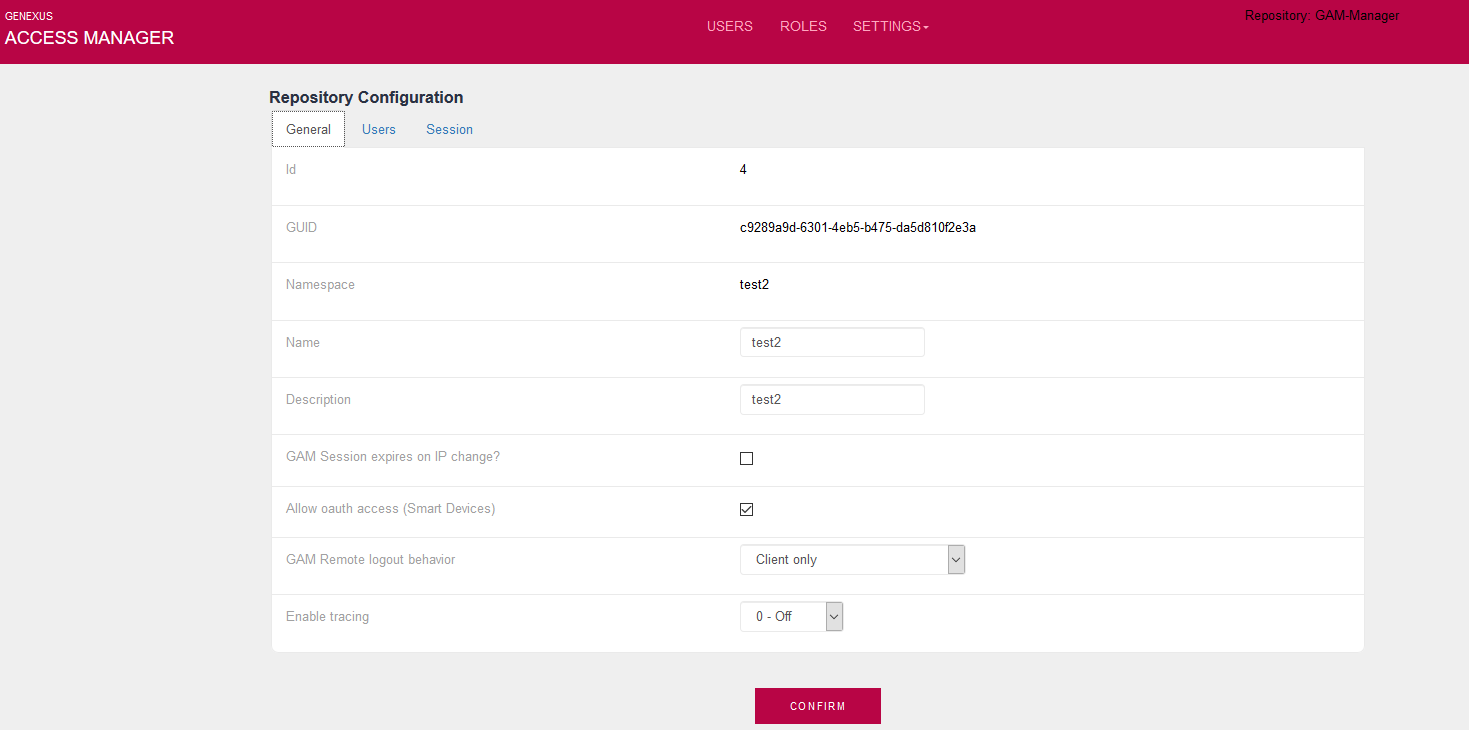 GENEXUS
ACCESS MANAGER
USERS ROLES SETTINGS
Repository: GAM-Manager
Repository Configuration
General Users Session
Id 4
GUID c9289a9d-6301-4eb5-b475-da5d810f2e3a
Namespace test2
Name test2
Description test2
GAM Session expires on IP change?
Allow oauth access (Smart Devices)
GAM Remote logout behavior Client only
Enable tracing 0 - Off
CONFIRM